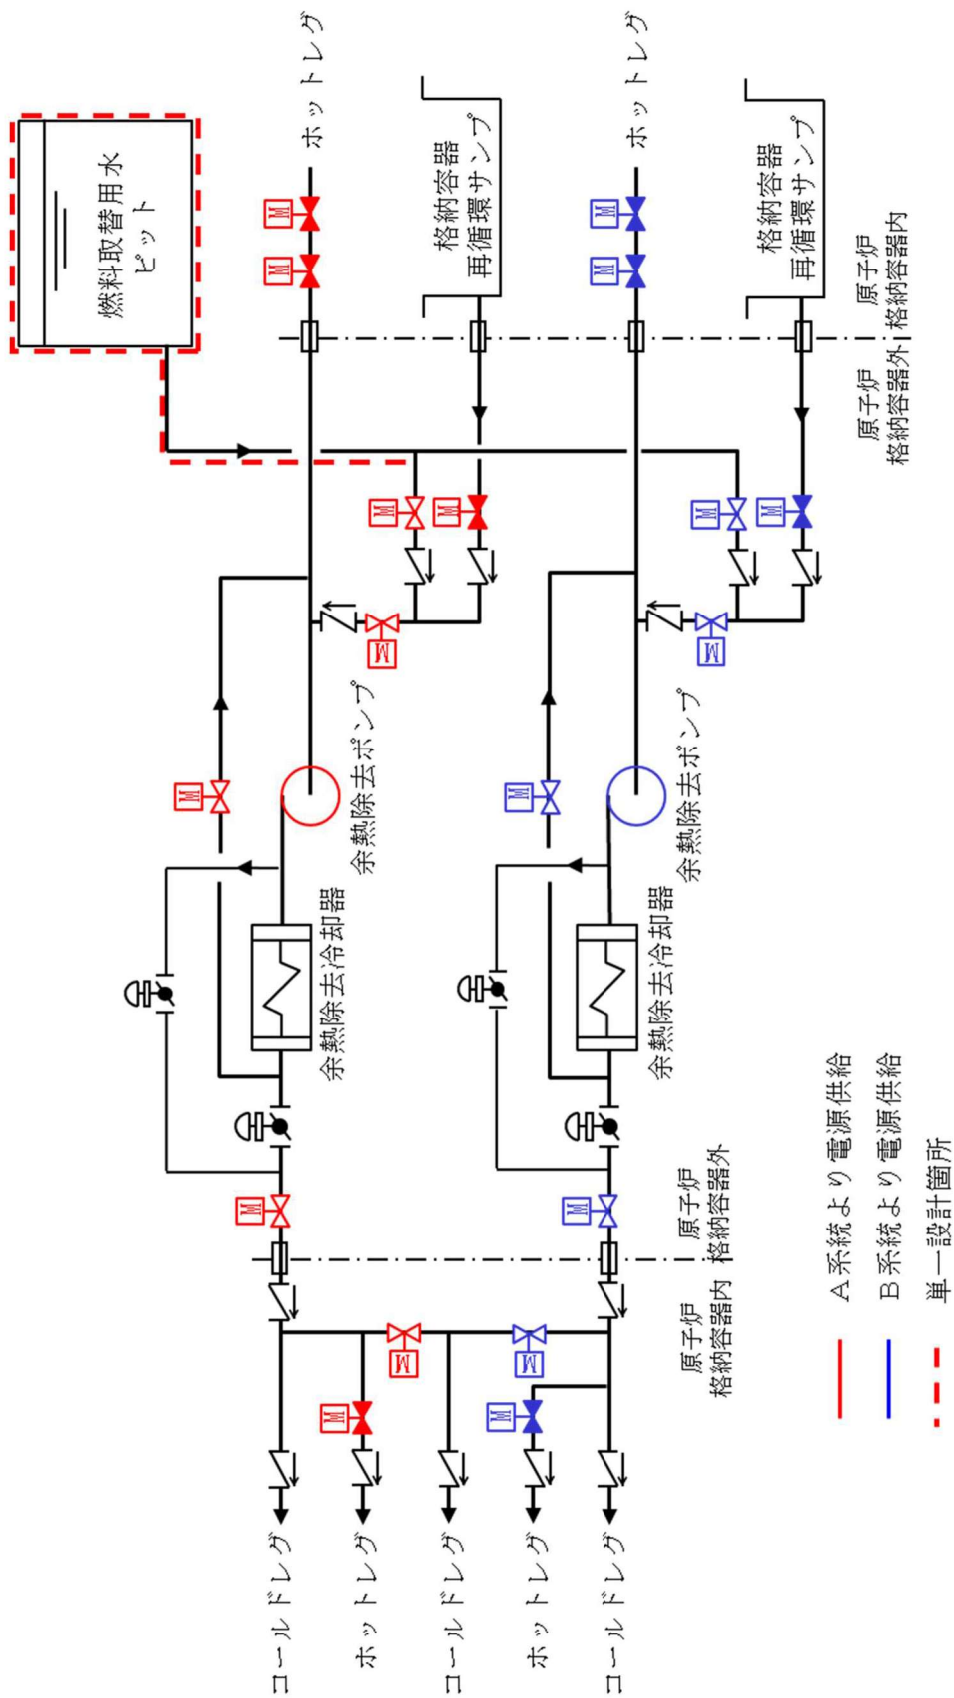 燃料取替用水
ピット
ホットレグ
M
M
格納容器
再循環サンプ
ホットレグ
M
M
格納容器
再循環サンプ
原子炉
格納容器内
原子炉
格納容器外
M
M
M
M
M
M
余熱除去ポンプ
余熱除去ポンプ
M
M
余熱除去冷却器
余熱除去冷却器
M
M
原子炉
格納容器外
原子炉
格納容器内
M
M
M
M
コールドレグ
ホットレグ
コールドレグ
ホットレグ
コールドレグ
A系統より電源供給
B系統より電源供給
単一設計箇所